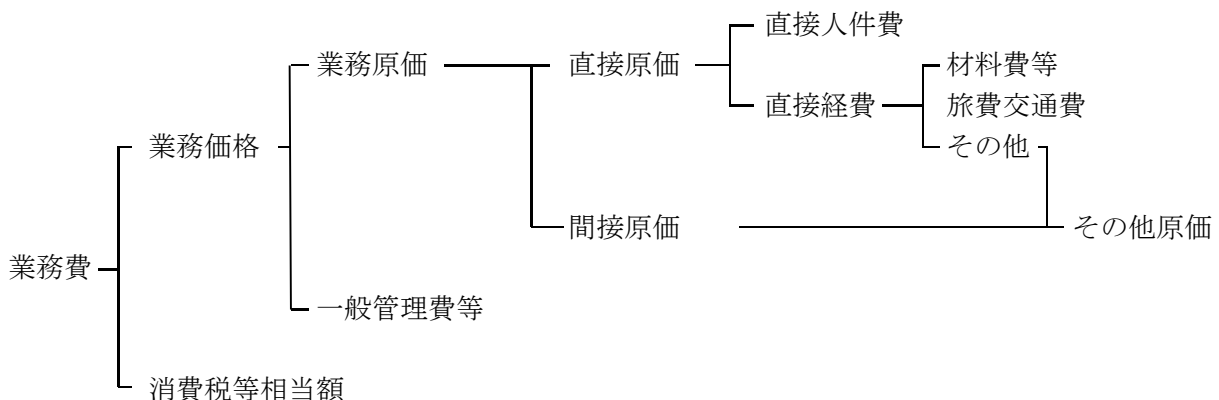 直接人件費
業務原価
直接原価
材料費等
直接経費
旅費交通費
業務価格
その他
間接原価
その他原価
業務費
一般管理費等
消費税等相当額